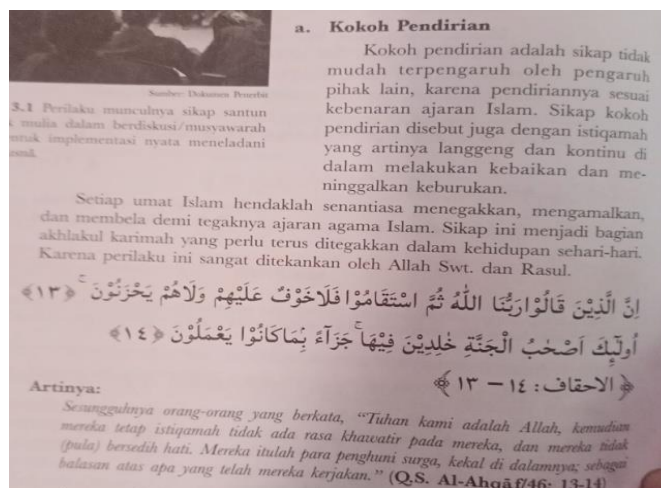 a. Kokoh Pendirian
Kokoh pendirian adalah sikap tidak
mudah terpengaruh oleh pengaruh
pihak lain, karena pendiriannya sesuai
kebenaran ajaran Islam. Sikap kokoh
pendirian disebut juga dengan istiqamah
yang artinya langgeng dan kontinu di
dalam melakukan kebaikan dan me-
ninggalkan keburukan.
Sumber: Dokumen Penerbit
3.1 Perilaku munculnya sikap santun
mulia dalam berdiskusi/musyawarah
ntuk implementasi nyata meneladani
Setiap umat Islam hendaklah senantiasa menegakkan, mengamalkan,
dan membela demi tegaknya ajaran agama Islam. Sikap ini menjadi bagian
akhlakul karimah yang perlu terus ditegakkan dalam kehidupan sehari-hari.
Karena perilaku ini sangat ditekankan oleh Allah Swt. dan Rasul.
اِنَّ الَّذِيْنَ قَالُوْا رَبُّنَا اللّٰهُ ثُمَّ اسْتَقَامُوْا فَلَا خَوْفٌ عَلَيْهِمْ وَلَاهُمْ يَحْزَنُوْنَ ۚ ﴿١٣﴾
اُولٰۤىِٕكَ اَصْحٰبُ الْجَنَّةِ خٰلِدِيْنَ فِيْهَا ۚ جَزَاۤءً بِۢمَا كَانُوْا يَعْمَلُوْنَ ﴿١٤﴾
﴿ الاحقاف: ١٤ – ١٣ ﴾
Artinya:
Sesungguhnya orang-orang yang berkata, “Tuhan kami adalah Allah, kemudian
mereka tetap istiqamah tidak ada rasa khawatir pada mereka, dan mereka tidak
(pula) bersedih hati. Mereka itulah para penghuni surga, kekal di dalamnya; sebagai
balasan atas apa yang telah mereka kerjakan.” (Q.S. Al-Ahqāf/46: 13-14)